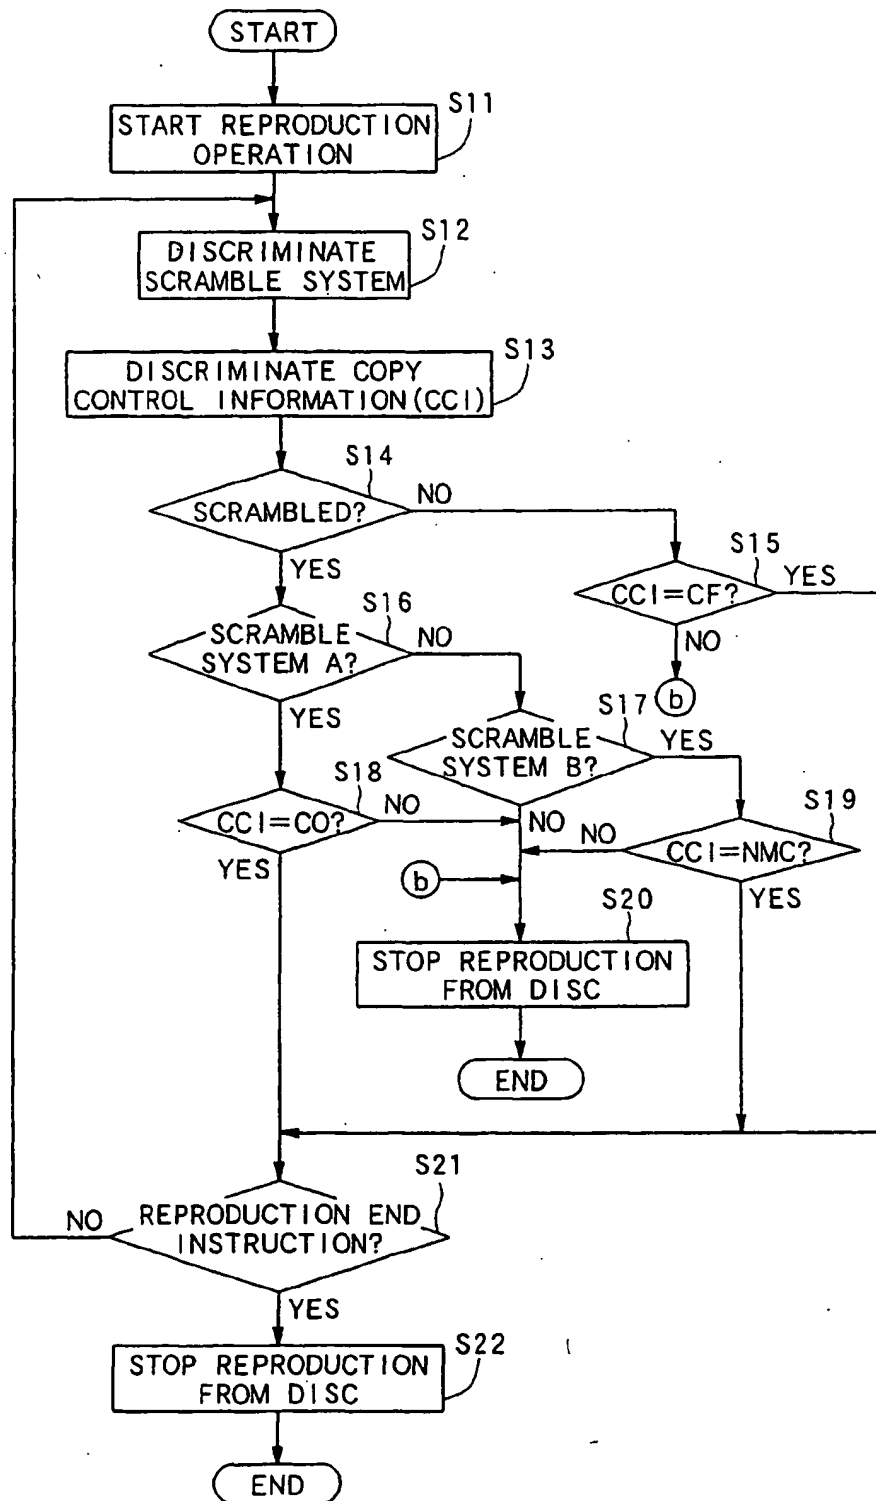 START
S11
START REPRODUCTION
OPERATION
S12
DISCRIMINATE
SCRAMBLE SYSTEM
S13
DISCRIMINATE COPY
CONTROL INFORMATION(CCI)
S14
SCRAMBLED?
NO
YES
S15
CCI=CF?
YES
NO
b
S16
SCRAMBLE
SYSTEM A?
NO
YES
S17
SCRAMBLE
SYSTEM B?
YES
NO
S18
CCI=CO?
NO
YES
S19
CCI=NMC?
NO
YES
b
S20
STOP REPRODUCTION
FROM DISC
END
S21
REPRODUCTION END
INSTRUCTION?
NO
YES
S22
STOP REPRODUCTION
FROM DISC
END